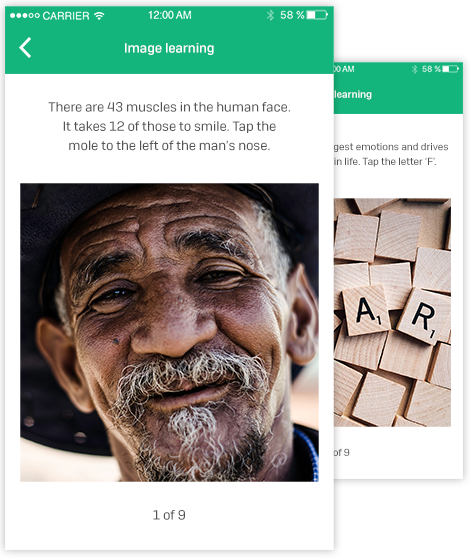 CARRIER 12:00 AM 58 %
Image learning
There are 43 muscles in the human face.
It takes 12 of those to smile. Tap the
mole to the left of the man's nose.
1 of 9
00 AM 58 %
learning
gest emotions and drives
in life. Tap the letter 'F'.
A1 R1
of 9